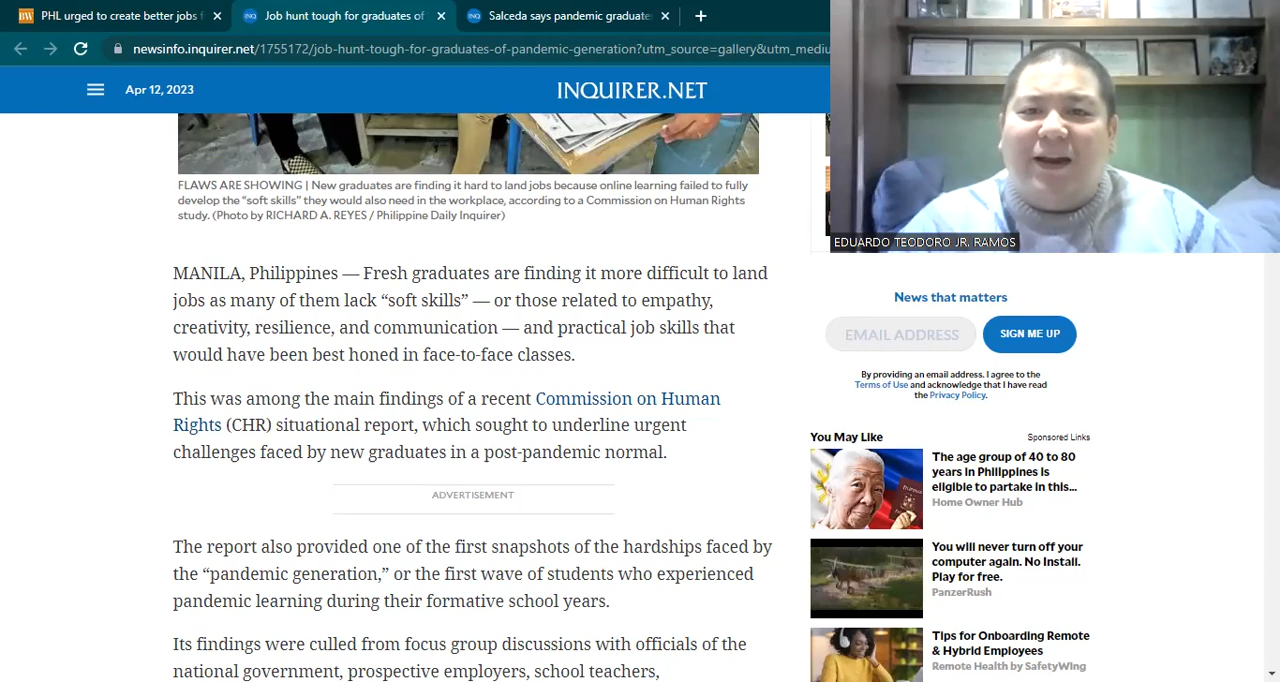 PHL urged to create better jobs f
Job hunt tough for graduates of
Salceda says pandemic graduate
newsinfo.inquirer.net/1755172/job-hunt-tough-for-graduates-of-pandemic-generation?utm_source=gallery&utm_mediu
Apr 12, 2023
INQUIRER.NET
FLAWS ARE SHOWING | New graduates are finding it hard to land jobs because online learning failed to fully
develop the “soft skills” they would also need in the workplace, according to a Commission on Human Rights
study. (Photo by RICHARD A. REYES / Philippine Daily Inquirer)
MANILA, Philippines — Fresh graduates are finding it more difficult to land
jobs as many of them lack “soft skills” — or those related to empathy,
creativity, resilience, and communication — and practical job skills that
would have been best honed in face-to-face classes.
This was among the main findings of a recent Commission on Human
Rights (CHR) situational report, which sought to underline urgent
challenges faced by new graduates in a post-pandemic normal.
ADVERTISEMENT
The report also provided one of the first snapshots of the hardships faced by
the “pandemic generation,” or the first wave of students who experienced
pandemic learning during their formative school years.
Its findings were culled from focus group discussions with officials of the
national government, prospective employers, school teachers,
EDUARDO TEODORO JR. RAMOS
News that matters
EMAIL ADDRESS
SIGN ME UP
By providing an email address. I agree to the
Terms of Use and acknowledge that I have read
the Privacy Policy.
You May Like
Sponsored Links
The age group of 40 to 80
years in Philippines is
eligible to partake in this...
Home Owner Hub
You will never turn off your
computer again. No Install.
Play for free.
PanzerRush
Tips for Onboarding Remote
& Hybrid Employees
Remote Health by SafetyWing